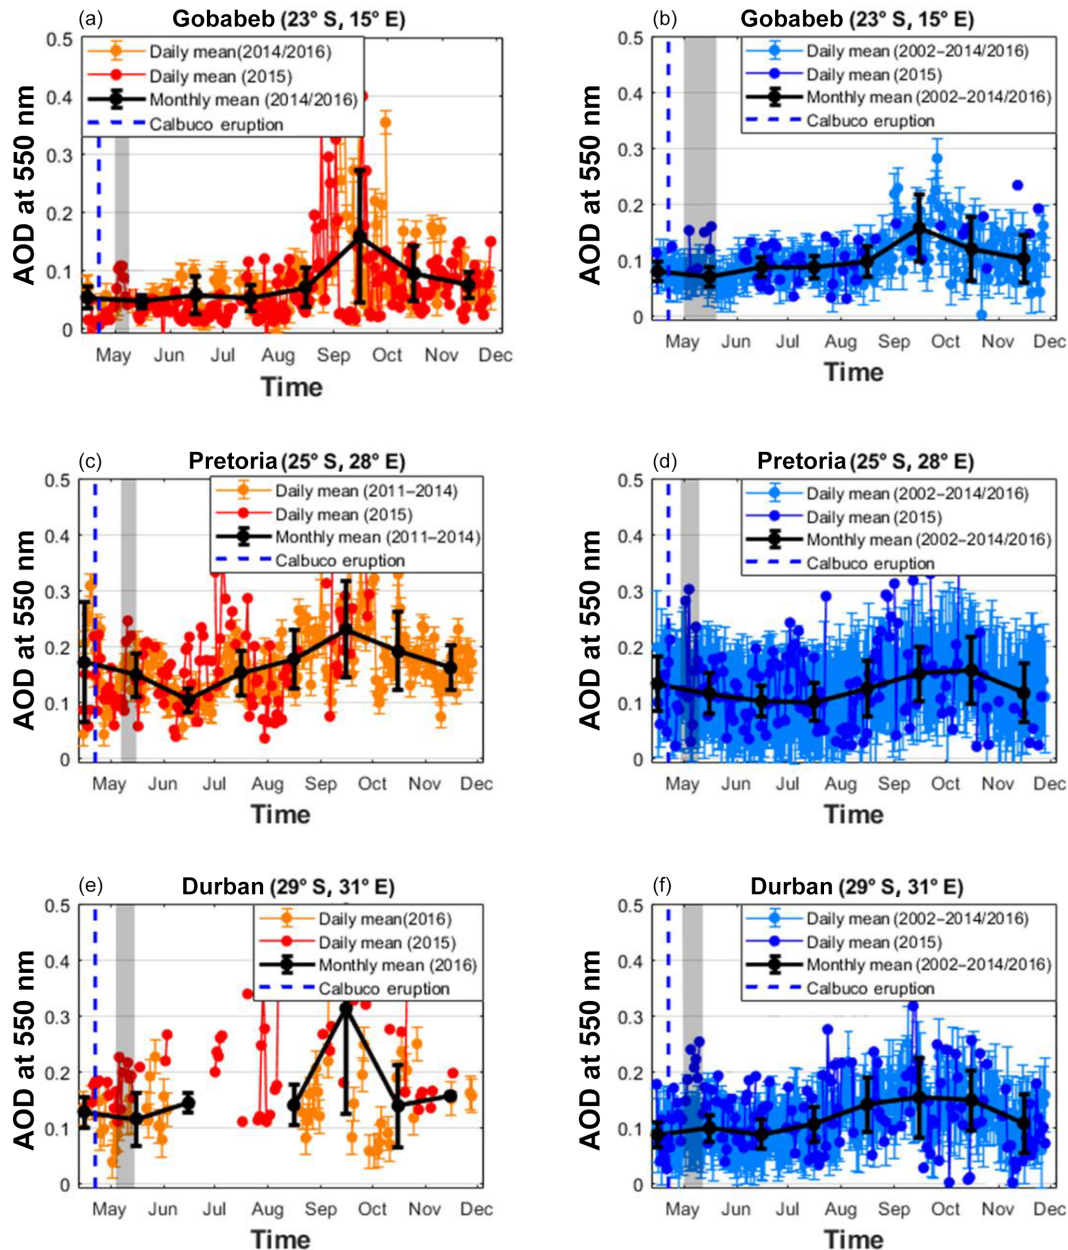 (a) Gobabeb (23° S, 15° E)
0.5
0.4
0.3
0.2
0.1
0
AOD at 550 nm
Daily mean(2014/2016)
Daily mean (2015)
Monthly mean (2014/2016)
Calbuco eruption
May Jun Jul Aug Sep Oct Nov Dec
Time
(b) Gobabeb (23° S, 15° E)
0.5
0.4
0.3
0.2
0.1
0
AOD at 550 nm
Daily mean (2002–2014/2016)
Daily mean (2015)
Monthly mean (2002–2014/2016)
Calbuco eruption
May Jun Jul Aug Sep Oct Nov Dec
Time
(c) Pretoria (25° S, 28° E)
0.5
0.4
0.3
0.2
0.1
0
AOD at 550 nm
Daily mean (2011–2014)
Daily mean (2015)
Monthly mean (2011–2014)
Calbuco eruption
May Jun Jul Aug Sep Oct Nov Dec
Time
(d) Pretoria (25° S, 28° E)
0.5
0.4
0.3
0.2
0.1
0
AOD at 550 nm
Daily mean (2002–2014/2016)
Daily mean (2015)
Monthly mean (2002–2014/2016)
Calbuco eruption
May Jun Jul Aug Sep Oct Nov Dec
Time
(e) Durban (29° S, 31° E)
0.5
0.4
0.3
0.2
0.1
0
AOD at 550 nm
Daily mean(2016)
Daily mean (2015)
Monthly mean (2016)
Calbuco eruption
May Jun Jul Aug Sep Oct Nov Dec
Time
(f) Durban (29° S, 31° E)
0.5
0.4
0.3
0.2
0.1
0
AOD at 550 nm
Daily mean (2002–2014/2016)
Daily mean (2015)
Monthly mean (2002–2014/2016)
Calbuco eruption
May Jun Jul Aug Sep Oct Nov Dec
Time